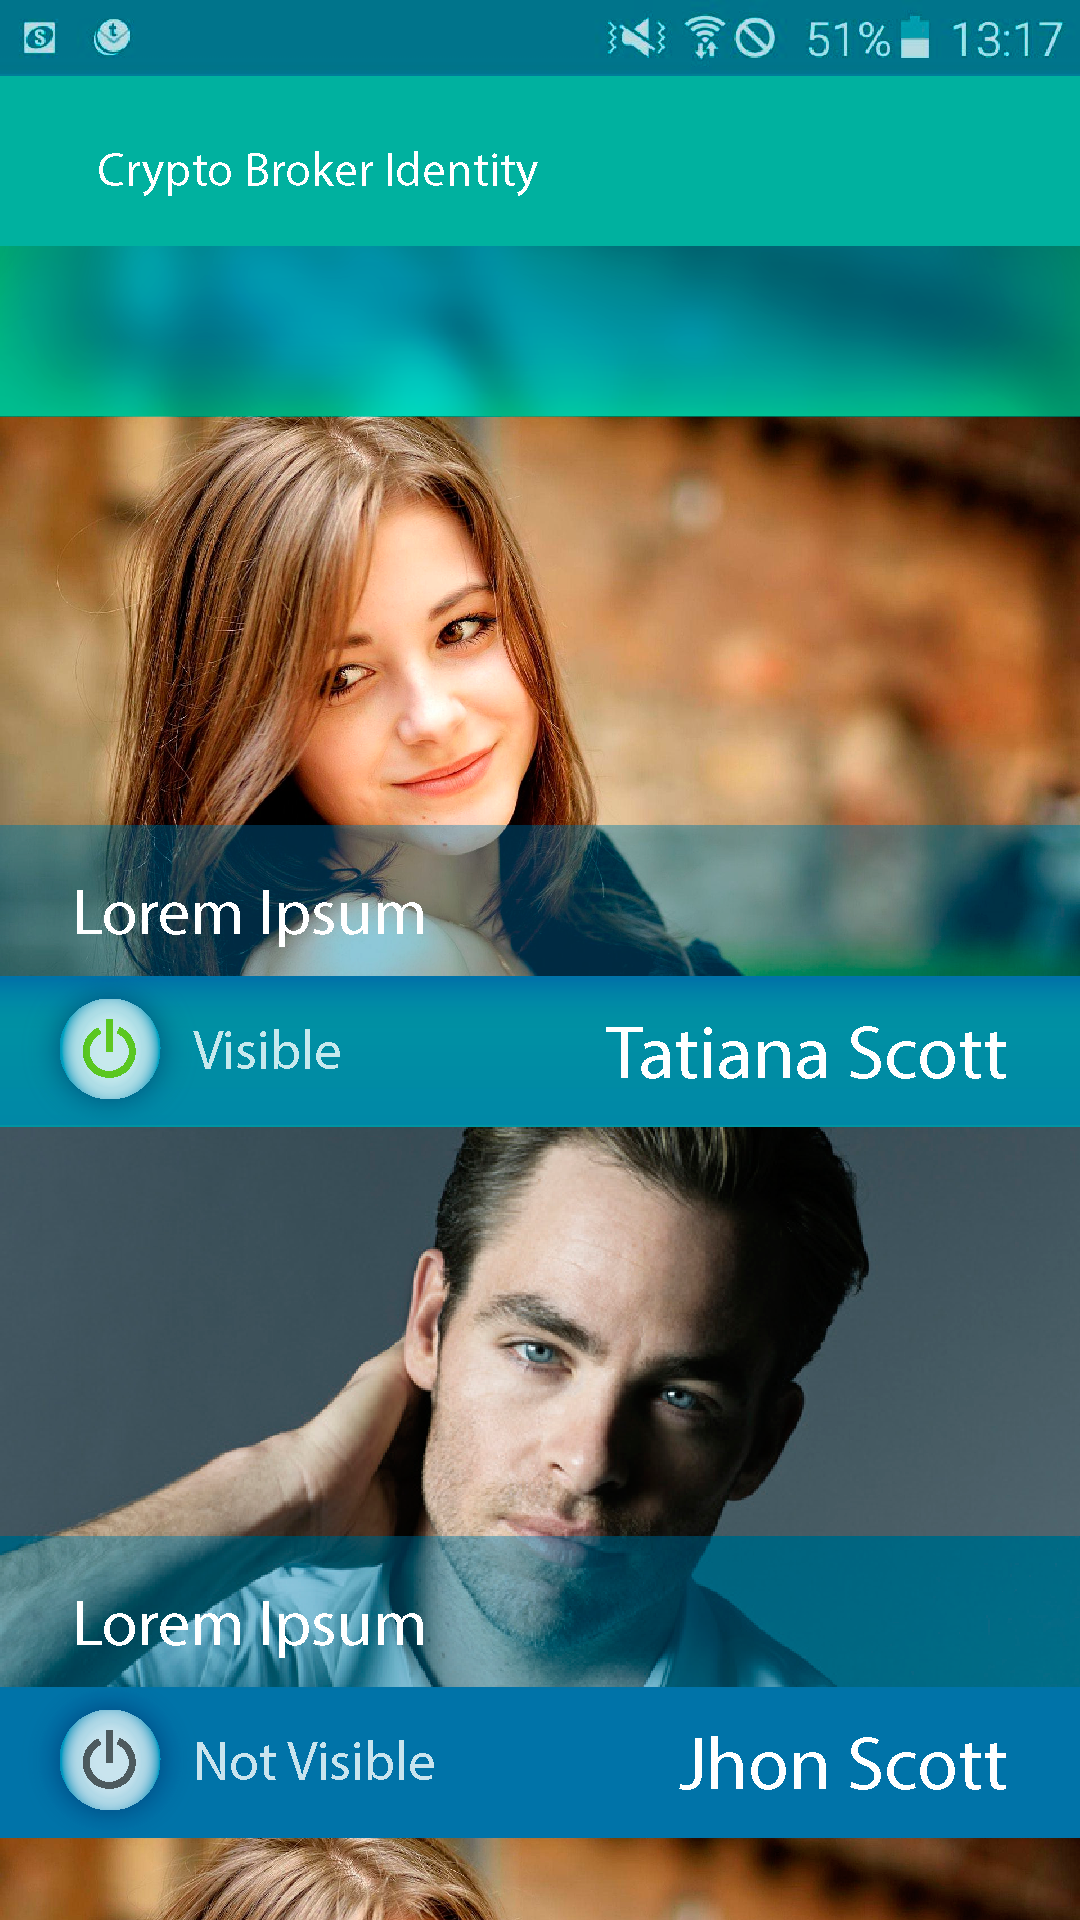 S t 51% 13:17
Crypto Broker Identity
Lorem Ipsum
Visible Tatiana Scott
Lorem Ipsum
Not Visible Jhon Scott